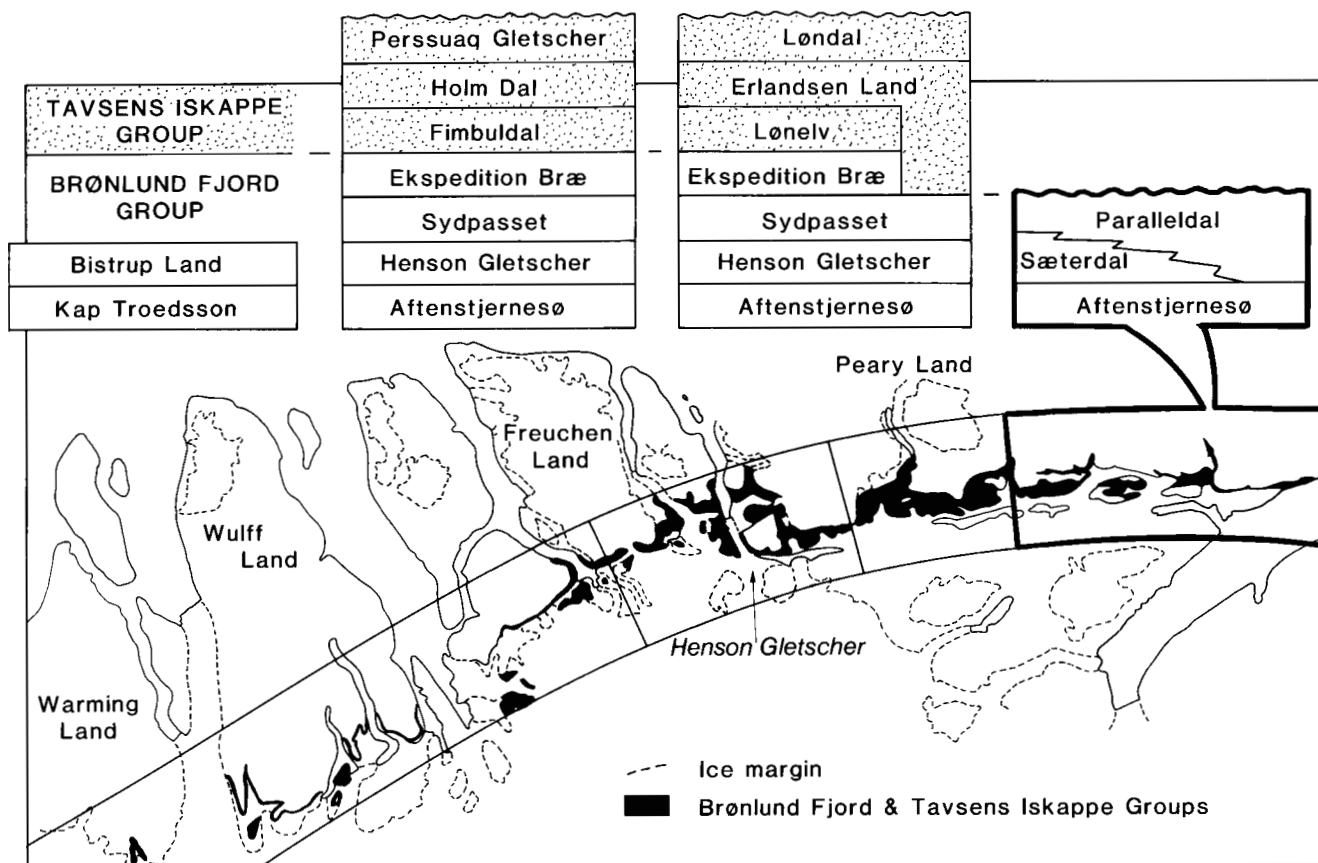 TAVSENS ISKAPPE
GROUP
BRØNLUND FJORD
GROUP
Bistrup Land
Kap Troedsson
Perssuaq Gletscher
Holm Dal
Fimbuldal
Ekspedition Bræ
Sydpasset
Henson Gletscher
Aftenstjernesø
Løndal
Erlandsen Land
Lønelv
Ekspedition Bræ
Sydpasset
Henson Gletscher
Aftenstjernesø
Paralleldal
Sæterdal
Aftenstjernesø
Peary Land
Freuchen
Land
Wulff
Land
Henson Gletscher
Warming
Land
Ice margin
Brønlund Fjord & Tavsens Iskappe Groups